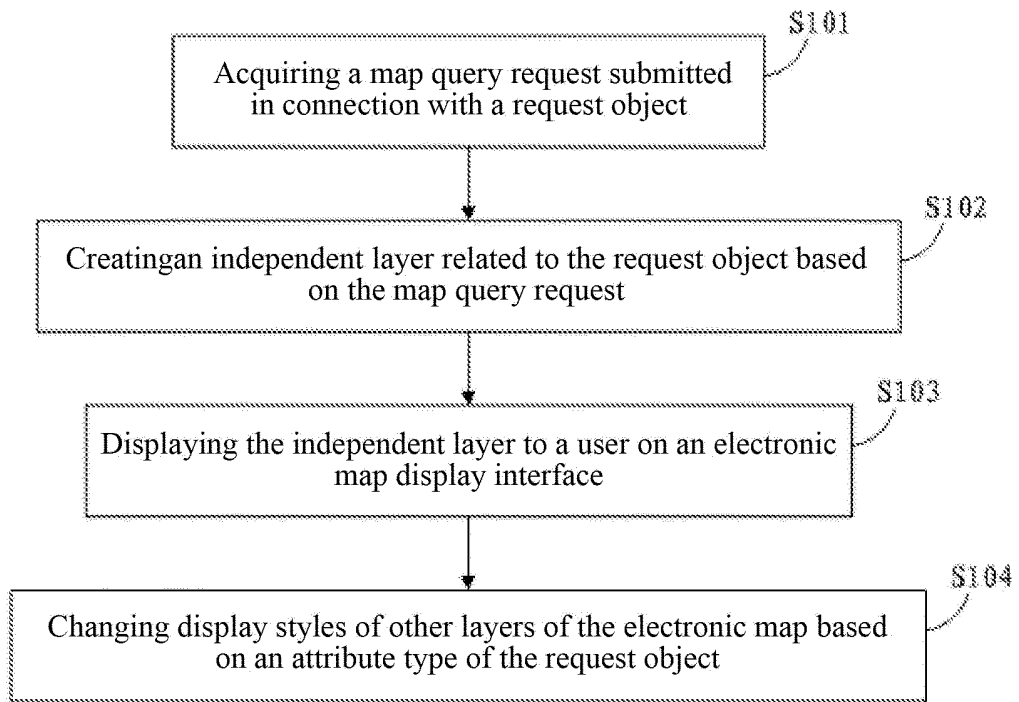 S101
Acquiring a map query request submitted
in connection with a request object
S102
Creatingan independent layer related to the request object based
on the map query request
S103
Displaying the independent layer to a user on an electronic
map display interface
S104
Changing display styles of other layers of the electronic map based
on an attribute type of the request object